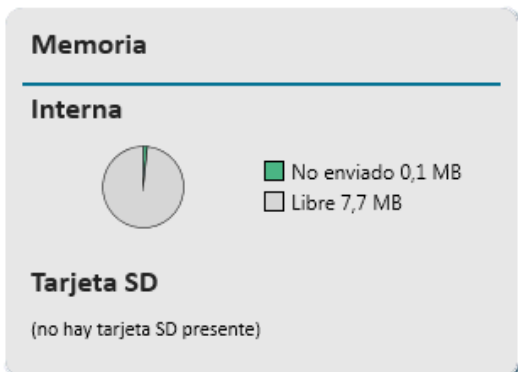 Memoria
Interna
No enviado 0,1 MB
Libre 7,7 MB
Tarjeta SD
(no hay tarjeta SD presente)